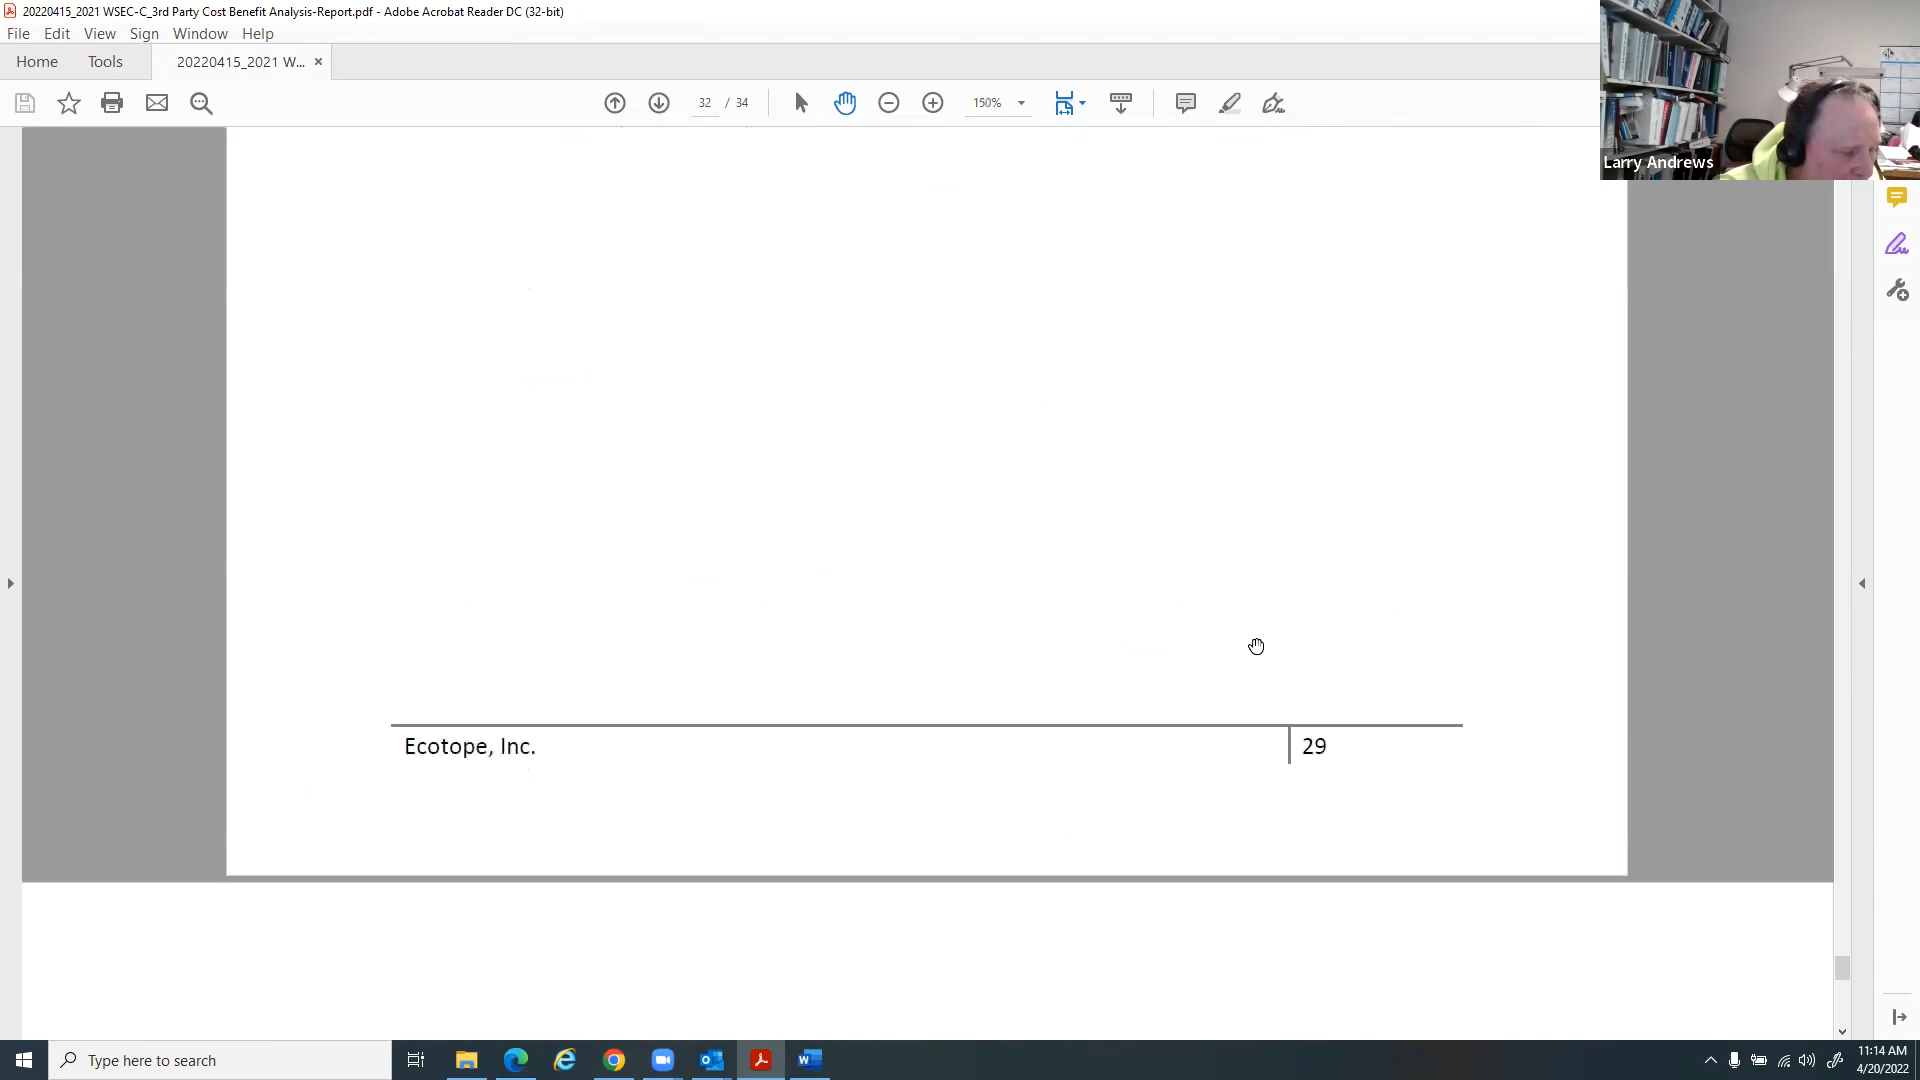 20220415_2021 WSEC-C_3rd Party Cost Benefit Analysis-Report.pdf - Adobe Acrobat Reader DC (32-bit)
File Edit View Sign Window Help
Home Tools 20220415_2021 W... ×
32 / 34 150%
Larry Andrews
Ecotope, Inc. 29
Type here to search
11:14 AM
4/20/2022